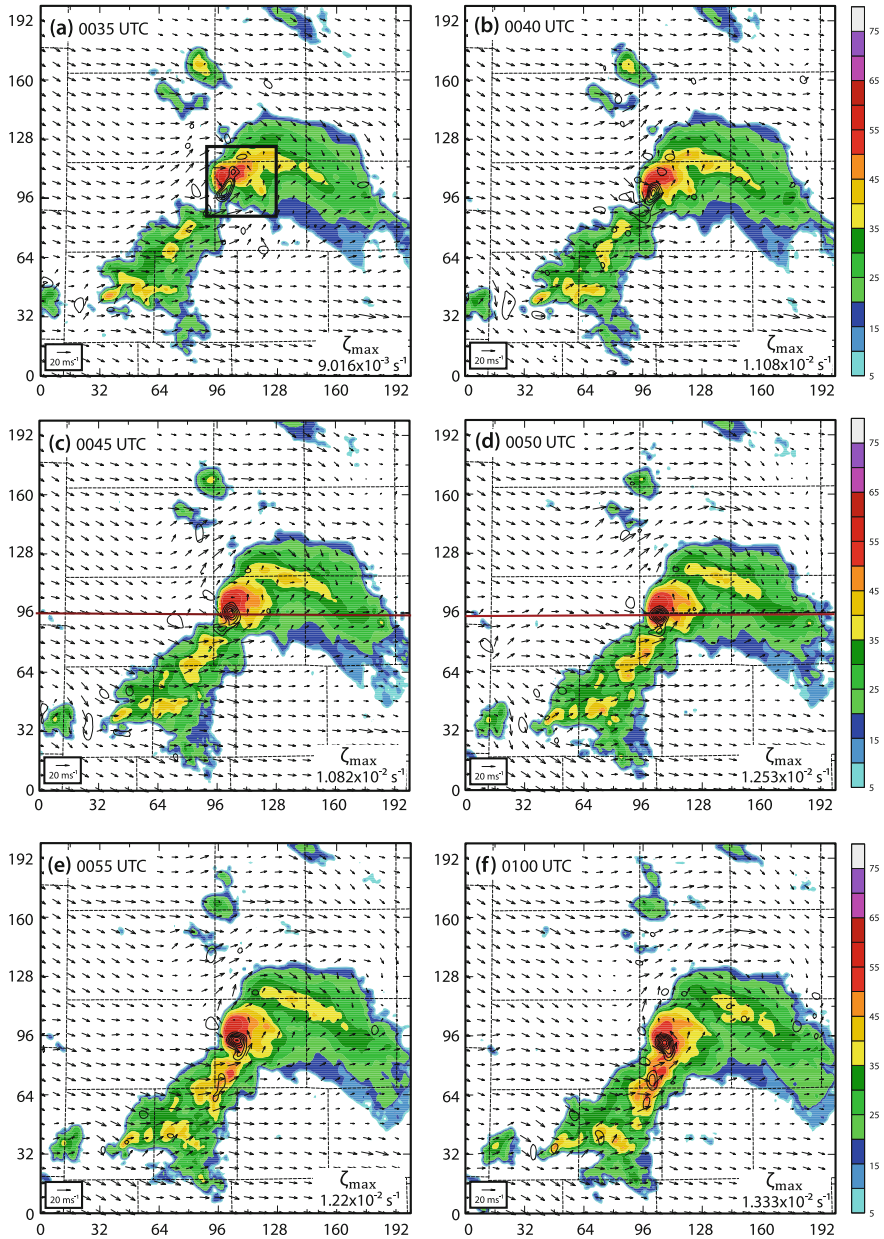 (a) 0035 UTC
192
160
128
96
64
32
0
0 32 64 96 128 160 192
20 ms⁻¹
ζmax
9.016x10⁻³ s⁻¹
(b) 0040 UTC
192
160
128
96
64
32
0
0 32 64 96 128 160 192
20 ms⁻¹
ζmax
1.108x10⁻² s⁻¹
75
65
55
45
35
25
15
5
(c) 0045 UTC
192
160
128
96
64
32
0
0 32 64 96 128 160 192
20 ms⁻¹
ζmax
1.082x10⁻² s⁻¹
(d) 0050 UTC
192
160
128
96
64
32
0
0 32 64 96 128 160 192
20 ms⁻¹
ζmax
1.253x10⁻² s⁻¹
75
65
55
45
35
25
15
5
(e) 0055 UTC
192
160
128
96
64
32
0
0 32 64 96 128 160 192
20 ms⁻¹
ζmax
1.22x10⁻² s⁻¹
(f) 0100 UTC
192
160
128
96
64
32
0
0 32 64 96 128 160 192
20 ms⁻¹
ζmax
1.333x10⁻² s⁻¹
75
65
55
45
35
25
15
5